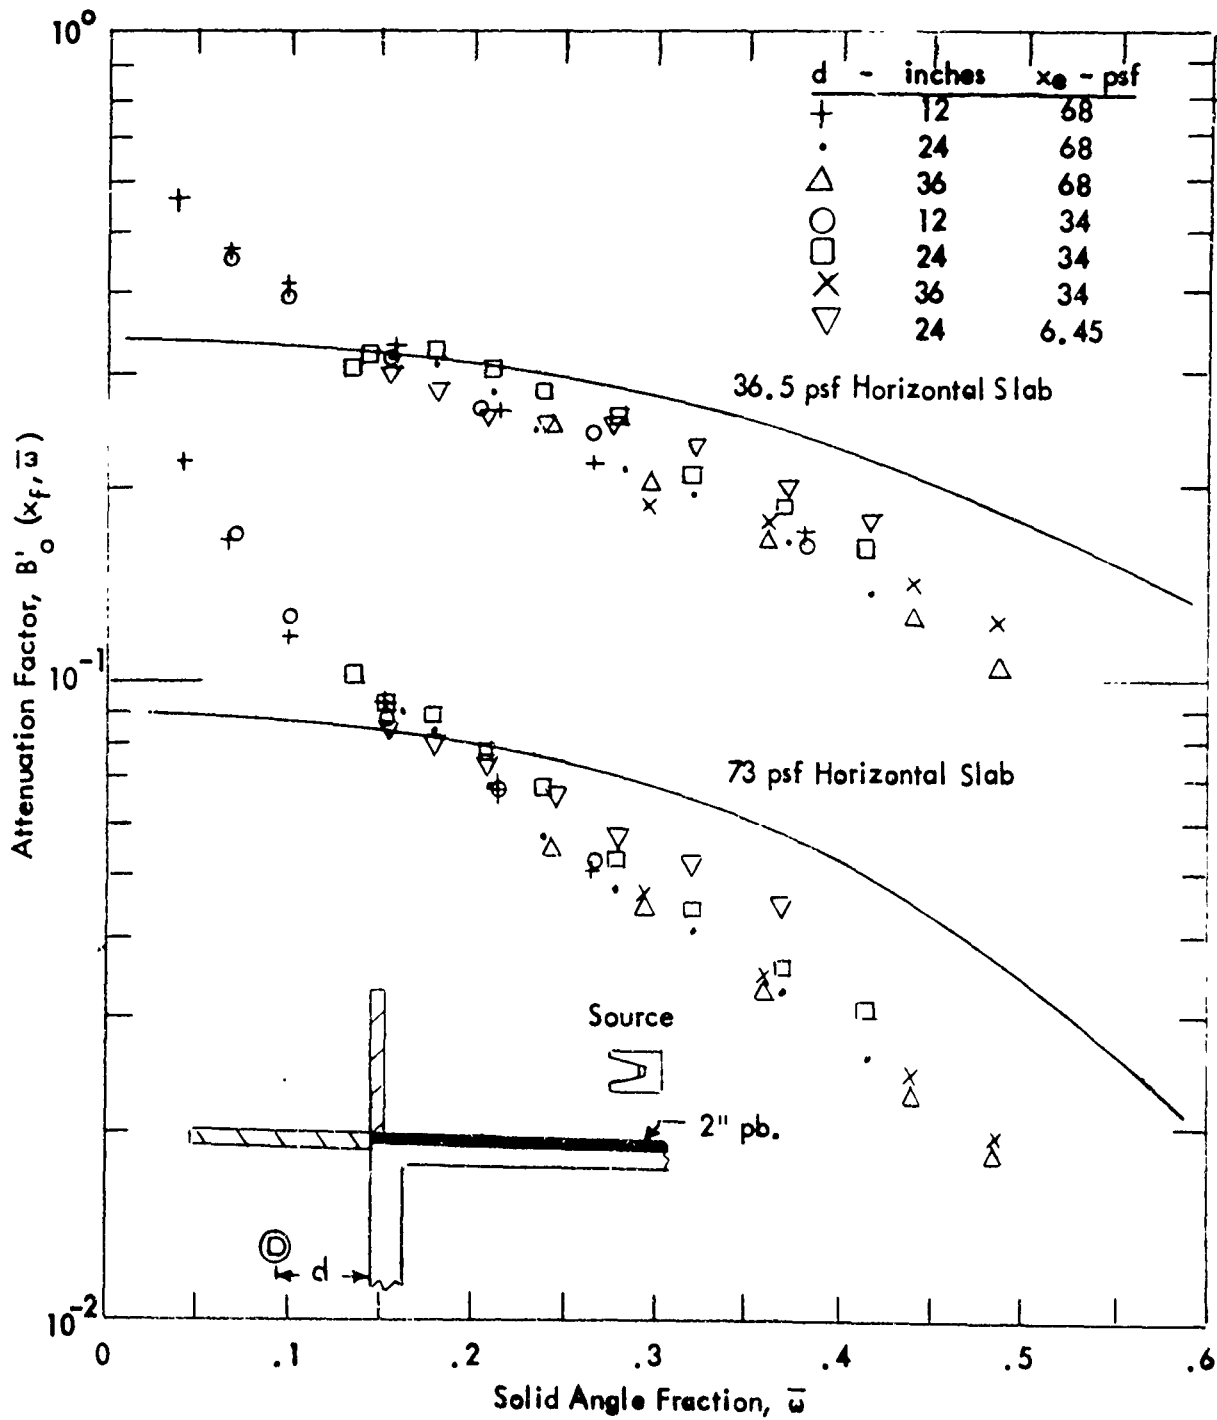 10⁰
d - inches xₑ - psf
+ 12 68
· 24 68
△ 36 68
○ 12 34
□ 24 34
× 36 34
▽ 24 6.45
36.5 psf Horizontal Slab
Attenuation Factor, B'ₒ (x_f, ω̅)
10⁻¹
73 psf Horizontal Slab
Source
2" pb.
d
10⁻²
0 .1 .2 .3 .4 .5 .6
Solid Angle Fraction, ω̅